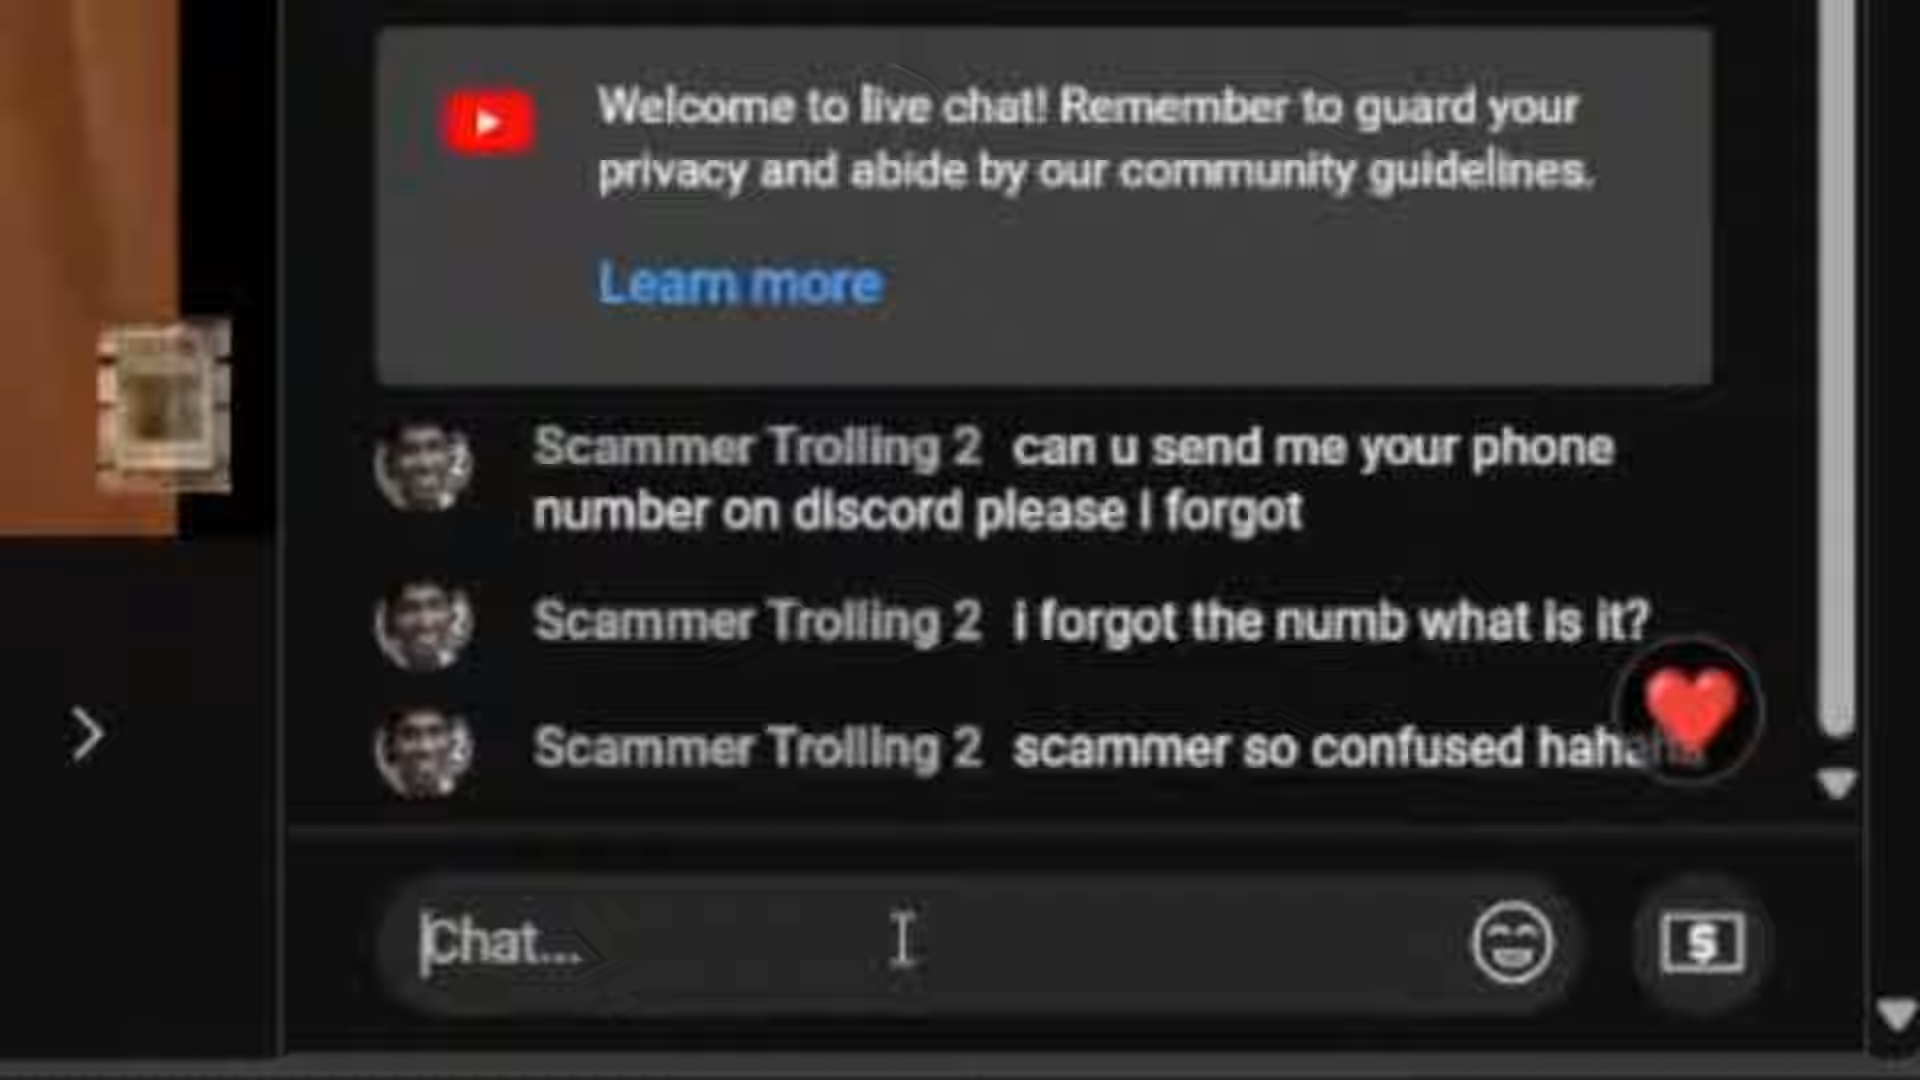 Welcome to live chat! Remember to guard your
privacy and abide by our community guidelines.
Learn more
Scammer Trolling 2 can u send me your phone
number on discord please I forgot
Scammer Trolling 2 i forgot the numb what is it?
Scammer Trolling 2 scammer so confused hahaha
Chat...